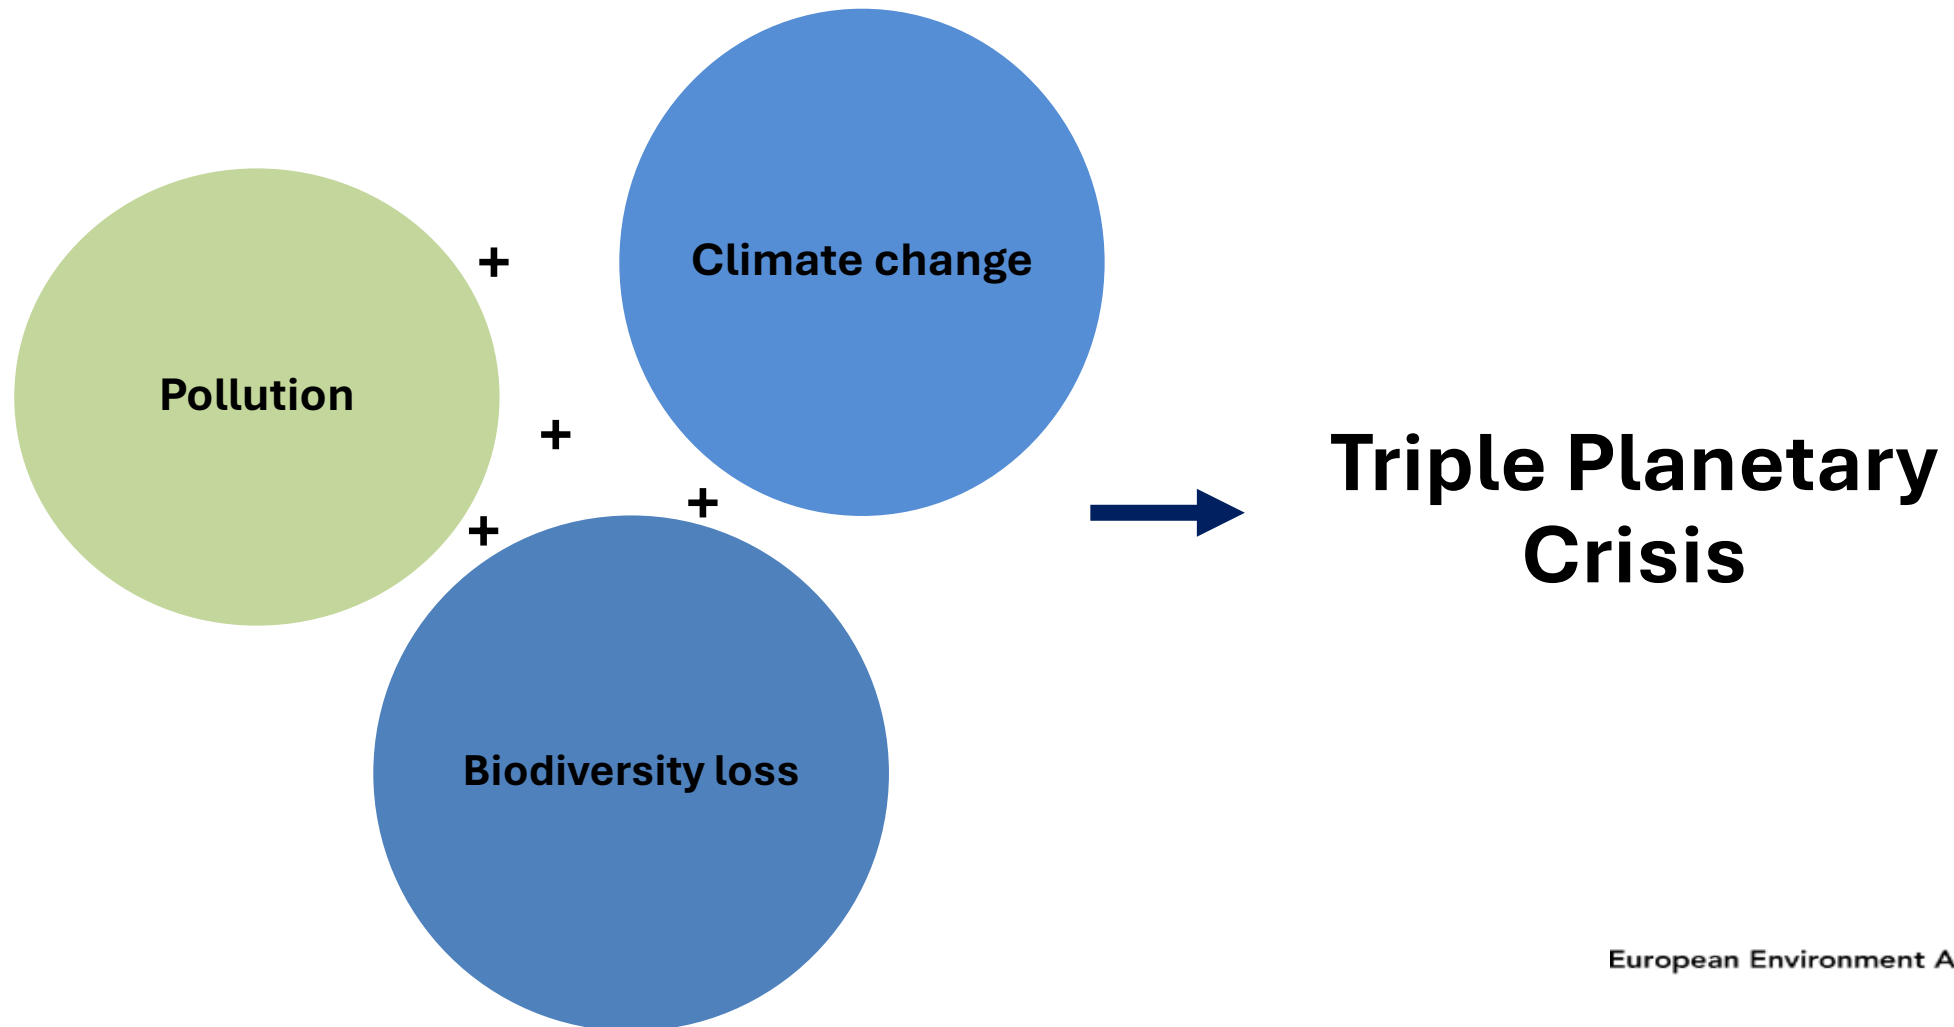 Climate change
+
Pollution
+
+
+
Biodiversity loss
Triple Planetary
Crisis
European Environment A